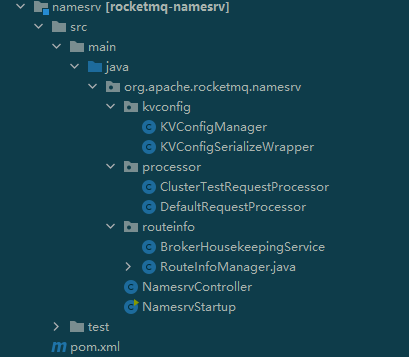 namesrv [rocketmq-namesrv]
src
main
java
org.apache.rocketmq.namesrv
kvconfig
KVConfigManager
KVConfigSerializeWrapper
processor
ClusterTestRequestProcessor
DefaultRequestProcessor
routeinfo
BrokerHousekeepingService
RouteInfoManager.java
NamesrvController
NamesrvStartup
test
pom.xml